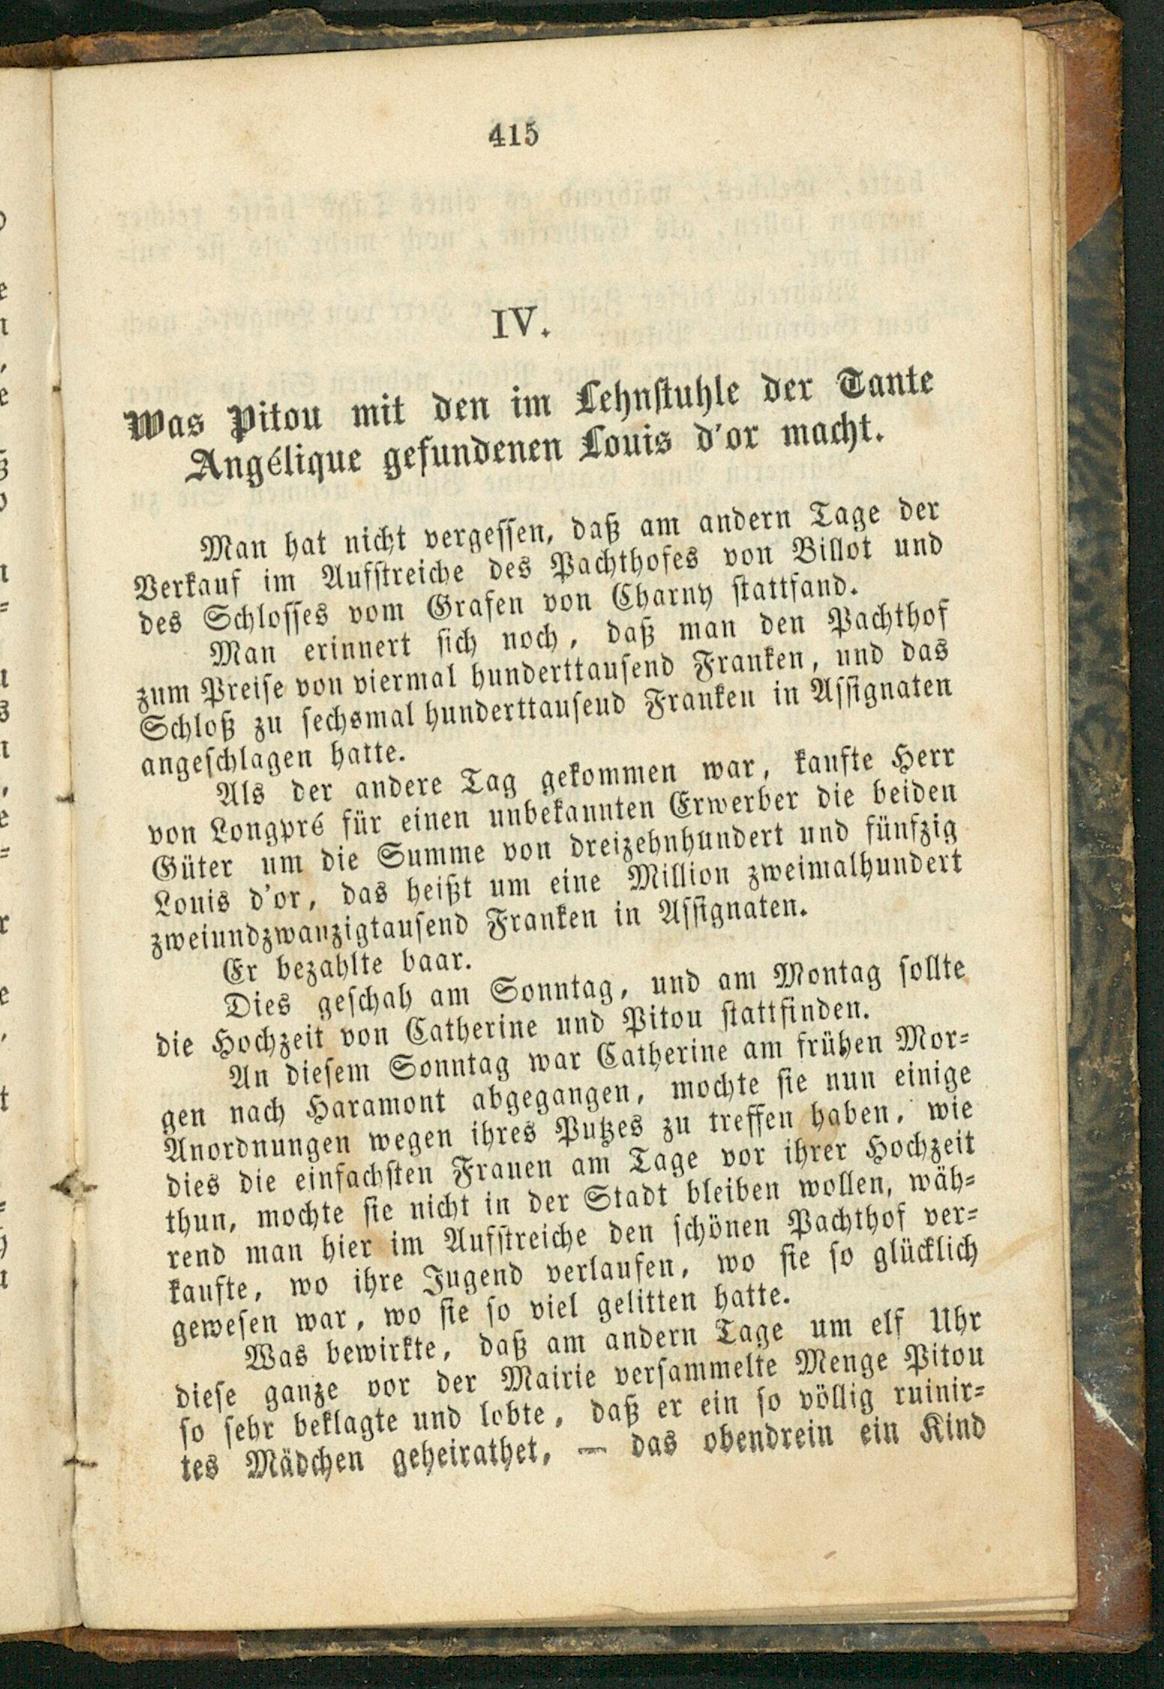 415
IV.
Was Pitou mit den im Lehnstuhle der Tante
Angélique gefundenen Louis d'or macht.
Man hat nicht vergessen, daß am andern Tage der
Verkauf im Aufstreiche des Pachthofes von Billot und
des Schlosses vom Grafen von Charny stattfand.
Man erinnert sich noch, daß man den Pachthof
zum Preise von viermal hunderttausend Franken, und das
Schloß zu sechsmal hunderttausend Franken in Assignaten
angeschlagen hatte.
Als der andere Tag gekommen war, kaufte Herr
von Longpré für einen unbekannten Erwerber die beiden
Güter um die Summe von dreizehnhundert und fünfzig
Louis d'or, das heißt um eine Million zweimalhundert
zweiundzwanzigtausend Franken in Assignaten.
Er bezahlte baar.
Dies geschah am Sonntag, und am Montag sollte
die Hochzeit von Catherine und Pitou stattfinden.
An diesem Sonntag war Catherine am frühen Mor-
gen nach Haramont abgegangen, mochte sie nun einige
Anordnungen wegen ihres Putzes zu treffen haben, wie
dies die einfachsten Frauen am Tage vor ihrer Hochzeit
thun, mochte sie nicht in der Stadt bleiben wollen, wäh-
rend man hier im Aufstreiche den schönen Pachthof ver-
kaufte, wo ihre Jugend verlaufen, wo sie so glücklich
gewesen war, wo sie so viel gelitten hatte.
Was bewirkte, daß am andern Tage um elf Uhr
diese ganze vor der Mairie versammelte Menge Pitou
so sehr beklagte und lobte, daß er ein so völlig ruinir-
tes Mädchen geheirathet, — das obendrein ein Kind